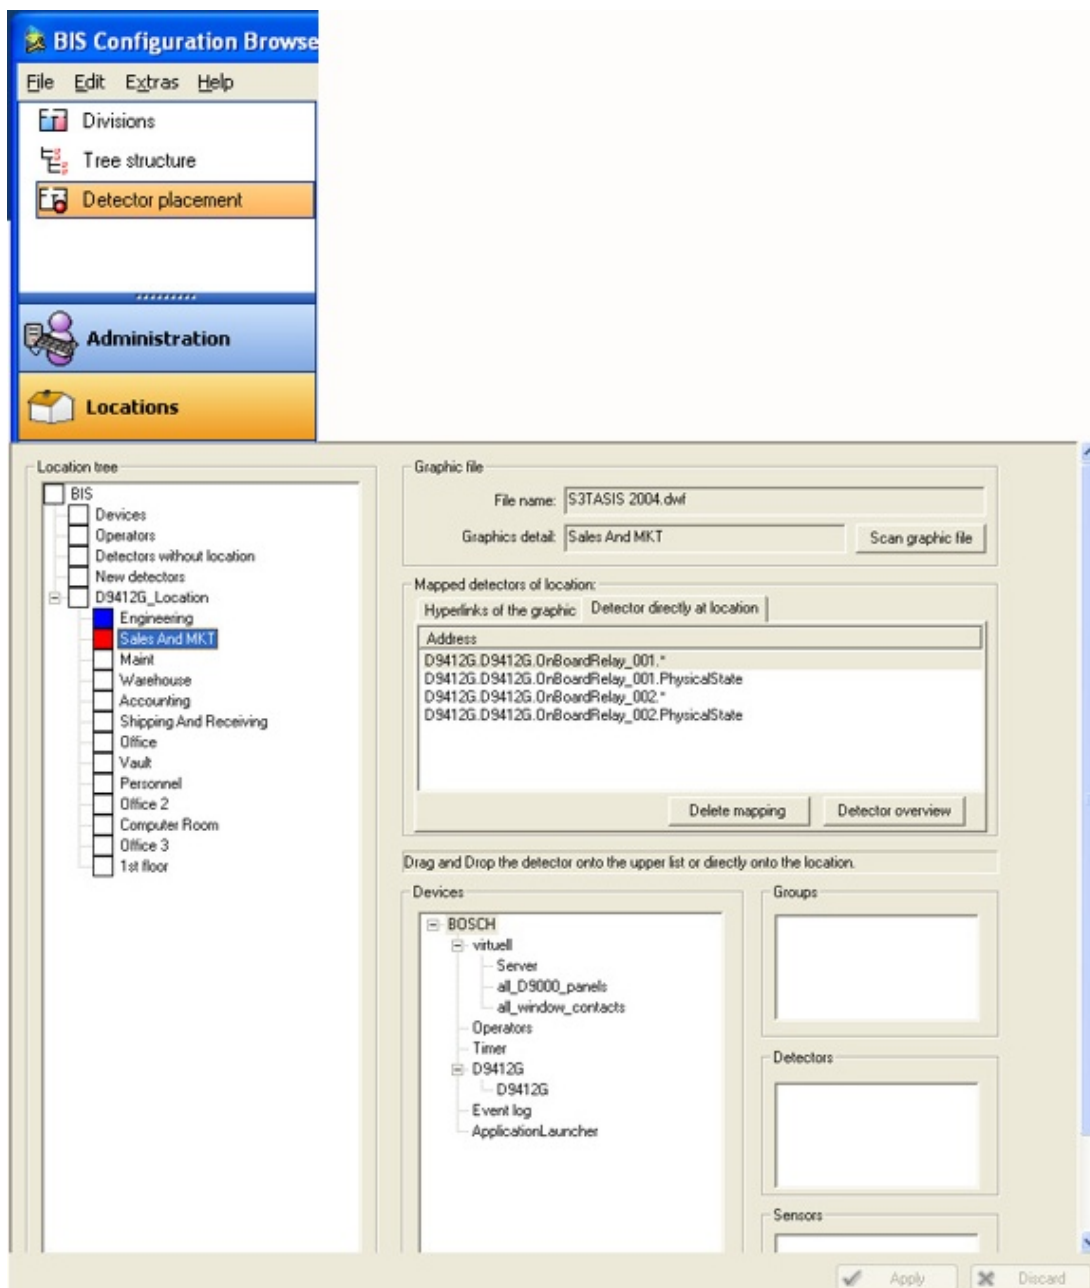 BIS Configuration Browse
File Edit Extras Help
Divisions
Tree structure
Detector placement
Administration
Locations
Location tree
BIS
Devices
Operators
Detectors without location
New detectors
D9412G_Location
Engineering
Sales And MKT
Maint
Warehouse
Accounting
Shipping And Receiving
Office
Vault
Personnel
Office 2
Computer Room
Office 3
1st floor
Graphic file
File name: S3TASIS 2004.dwf
Graphics detail: Sales And MKT Scan graphic file
Mapped detectors of location:
Hyperlinks of the graphic Detector directly at location
Address
D9412G.D9412G.OnBoardRelay_001.*
D9412G.D9412G.OnBoardRelay_001.PhysicalState
D9412G.D9412G.OnBoardRelay_002.*
D9412G.D9412G.OnBoardRelay_002.PhysicalState
Delete mapping Detector overview
Drag and Drop the detector onto the upper list or directly onto the location.
Devices
BOSCH
virtuell
Server
all_D9000_panels
all_window_contacts
Operators
Timer
D9412G
D9412G
Event log
ApplicationLauncher
Groups
Detectors
Sensors
Apply Discard